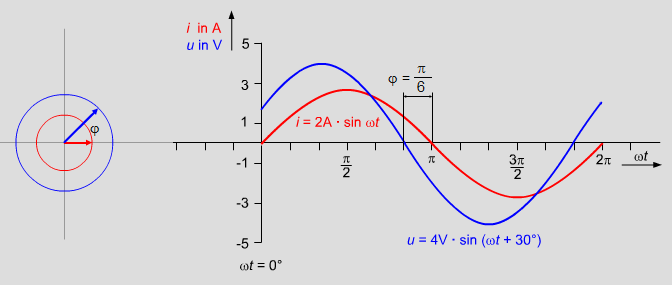 i in A
u in V
5
3
1
-1
-3
-5
φ
φ = π/6
i = 2A · sin ωt
π/2
π
3π/2
2π
ωt
u = 4V · sin (ωt + 30°)
ωt = 0°